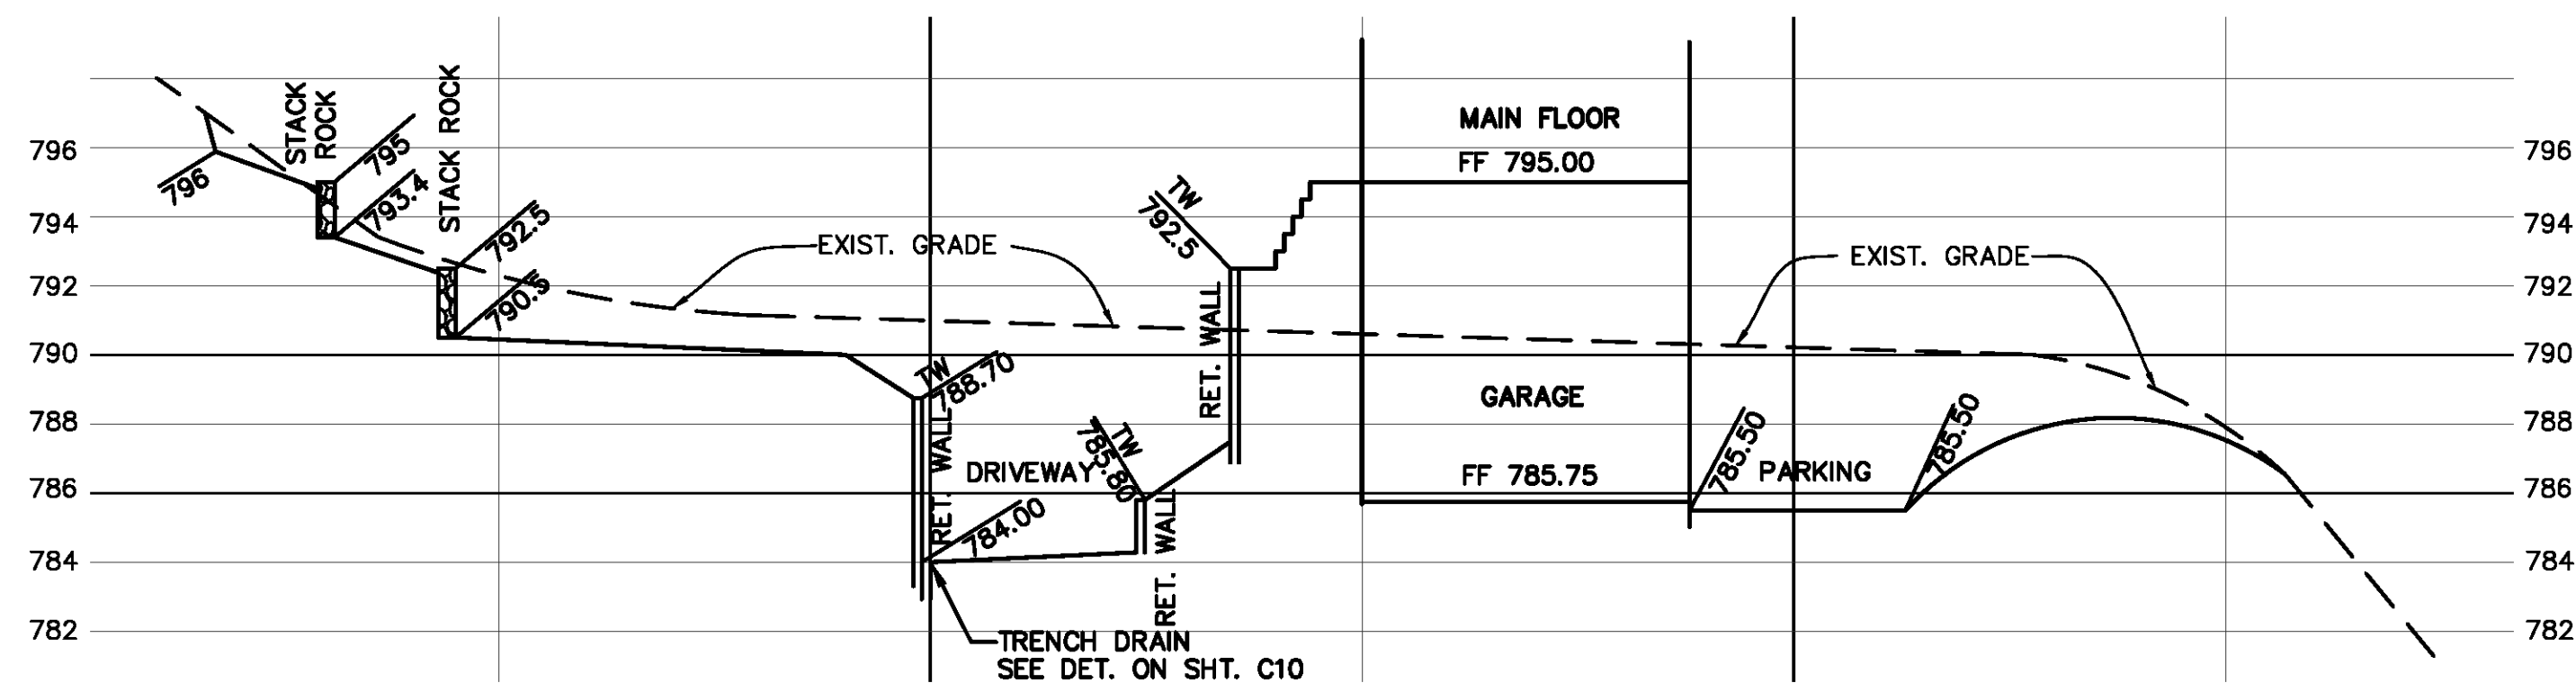 STACK
ROCK
STACK ROCK
796
795
793.4
792.5
790.5
EXIST. GRADE
TW
792.5
RET. WALL
MAIN FLOOR
FF 795.00
EXIST. GRADE
TW
788.70
RET. WALL
DRIVEWAY
784.00
TW
785.80
RET. WALL
GARAGE
FF 785.75
785.50
PARKING
785.50
TRENCH DRAIN
SEE DET. ON SHT. C10
796
794
792
790
788
786
784
782
796
794
792
790
788
786
784
782